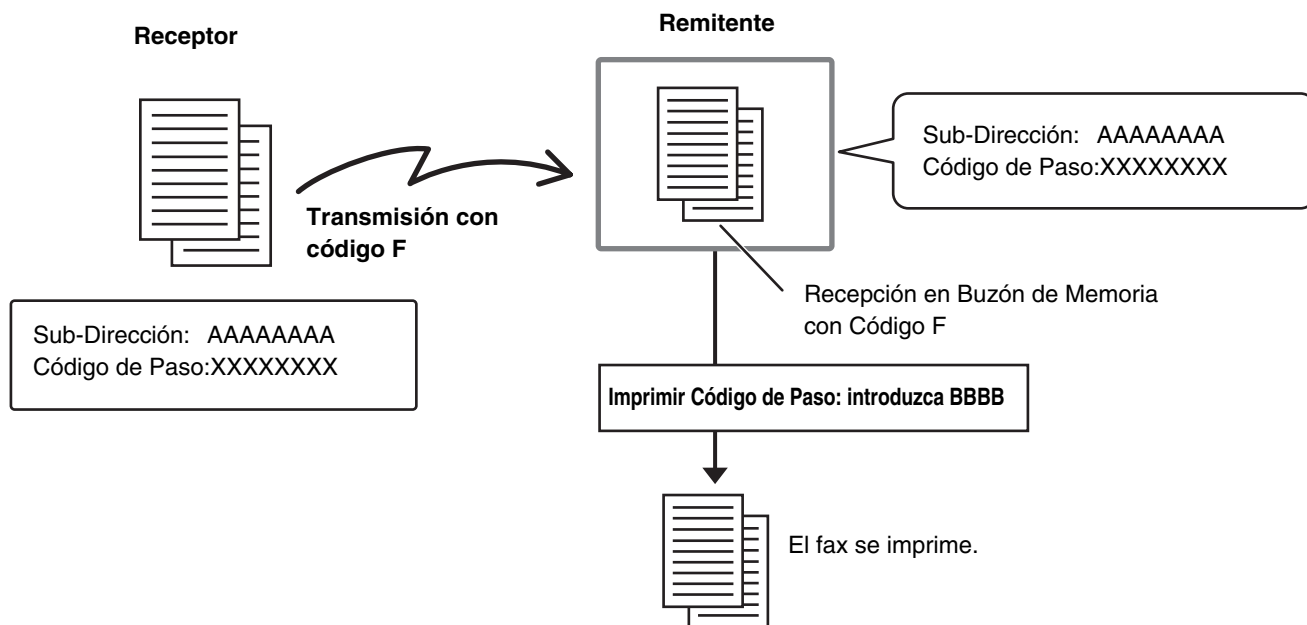 Receptor
Remitente
Sub-Dirección: AAAAAAAA
Código de Paso:XXXXXXXX
Transmisión con
código F
Recepción en Buzón de Memoria
con Código F
Sub-Dirección: AAAAAAAA
Código de Paso:XXXXXXXX
Imprimir Código de Paso: introduzca BBBB
El fax se imprime.